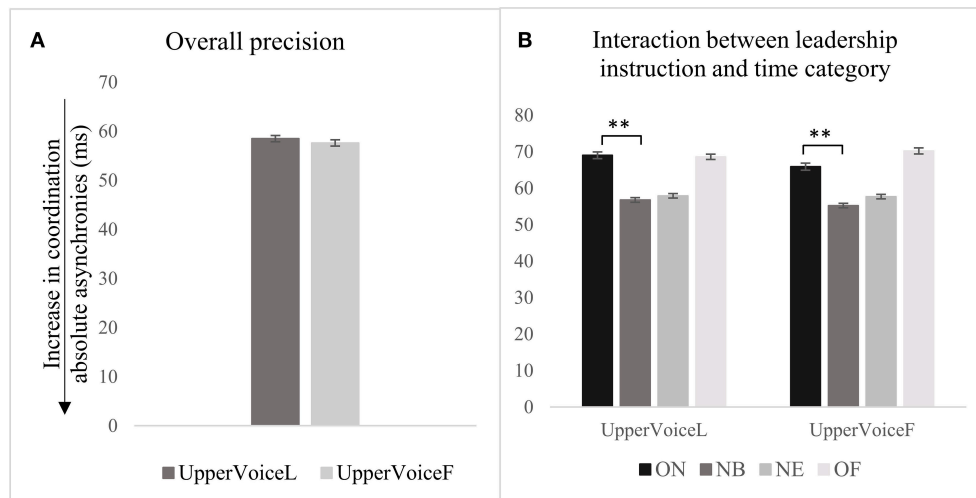 A
Overall precision
Increase in coordination
absolute asynchronies (ms)
70
60
50
40
30
20
10
0
UpperVoiceL UpperVoiceF
B
Interaction between leadership
instruction and time category
80
70
60
50
40
30
20
10
0
**
**
UpperVoiceL UpperVoiceF
ON NB NE OF